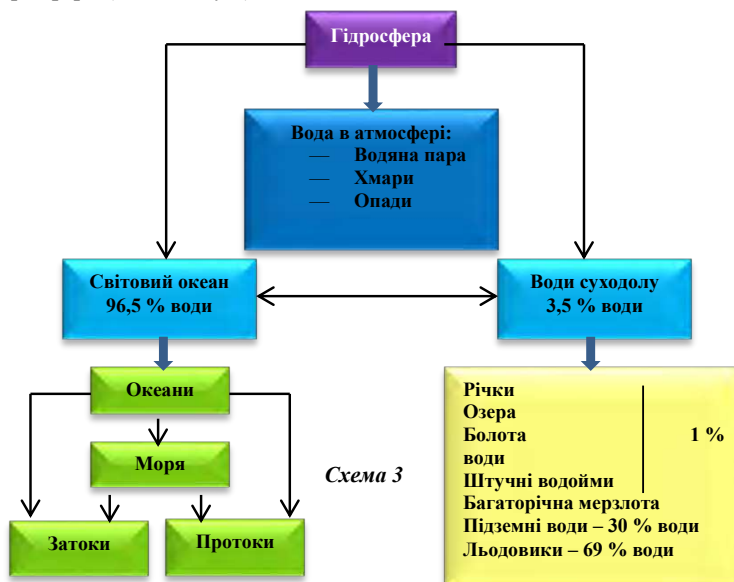 Гідросфера
Вода в атмосфері:
— Водяна пара
— Хмари
— Опади
Світовий океан
96,5 % води
Води суходолу
3,5 % води
Океани
Моря
Затоки
Протоки
Схема 3
Річки
Озера
Болота 1 %
води
Штучні водойми
Багаторічна мерзлота
Підземні води – 30 % води
Льодовики – 69 % води